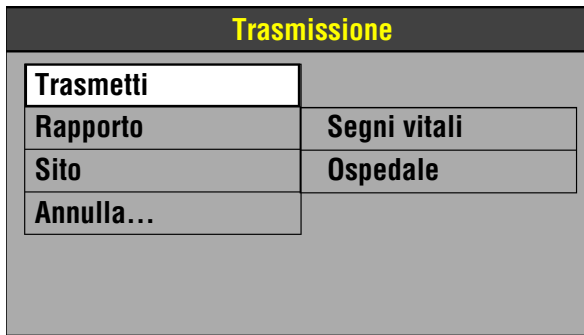 Trasmissione
Trasmetti
Rapporto Segni vitali
Sito Ospedale
Annulla...